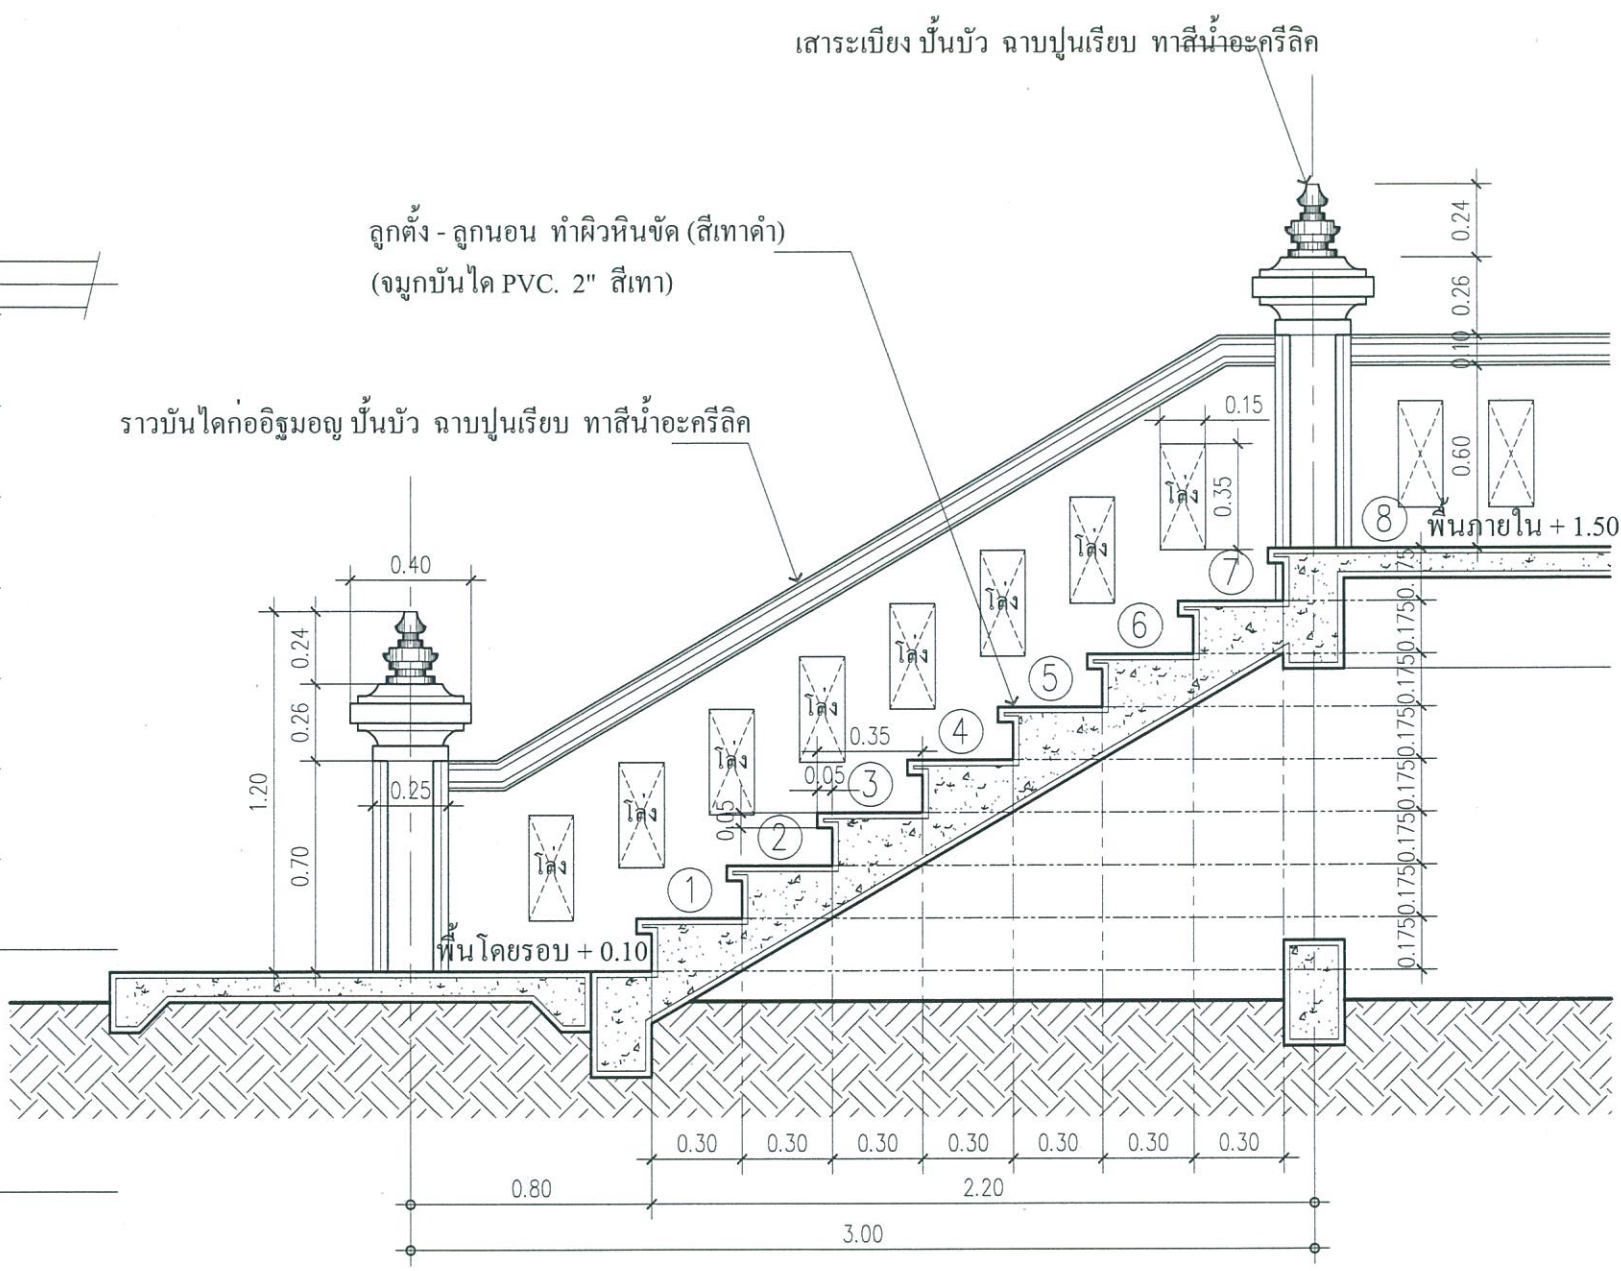 เสาระเบียง ปั้นบัว ฉาบปูนเรียบ ทาสีน้ำอะครีลิค
ลูกตั้ง - ลูกนอน ทำผิวหินขัด (สีเทาดำ)
(จมูกบันได PVC. 2" สีเทา)
ราวบันไดก่ออิฐมอญ ปั้นบัว ฉาบปูนเรียบ ทาสีน้ำอะครีลิค
0.24
0.26
0.10
0.60
0.15
0.35
โล่ง
โล่ง
โล่ง
โล่ง
โล่ง
โล่ง
โล่ง
โล่ง
8
พื้นภายใน + 1.50
7
6
5
4
3
2
1
0.40
0.24
0.26
1.20
0.25
0.70
0.35
0.05
0.05
พื้นโดยรอบ + 0.10
0.175
0.175
0.175
0.175
0.175
0.175
0.175
0.175
0.30
0.30
0.30
0.30
0.30
0.30
0.30
0.80
2.20
3.00